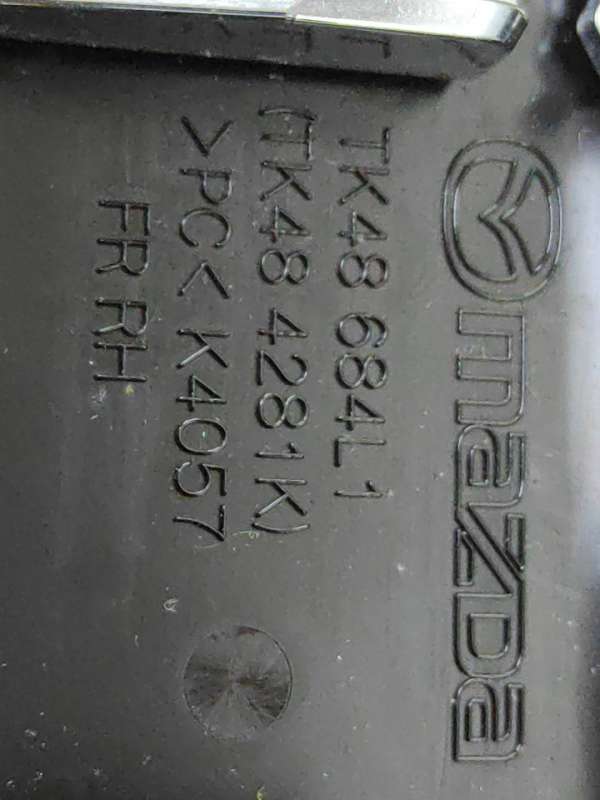 mazda
TK48 684L1
(TK48 4281K)
>PC< K4057
FR RH